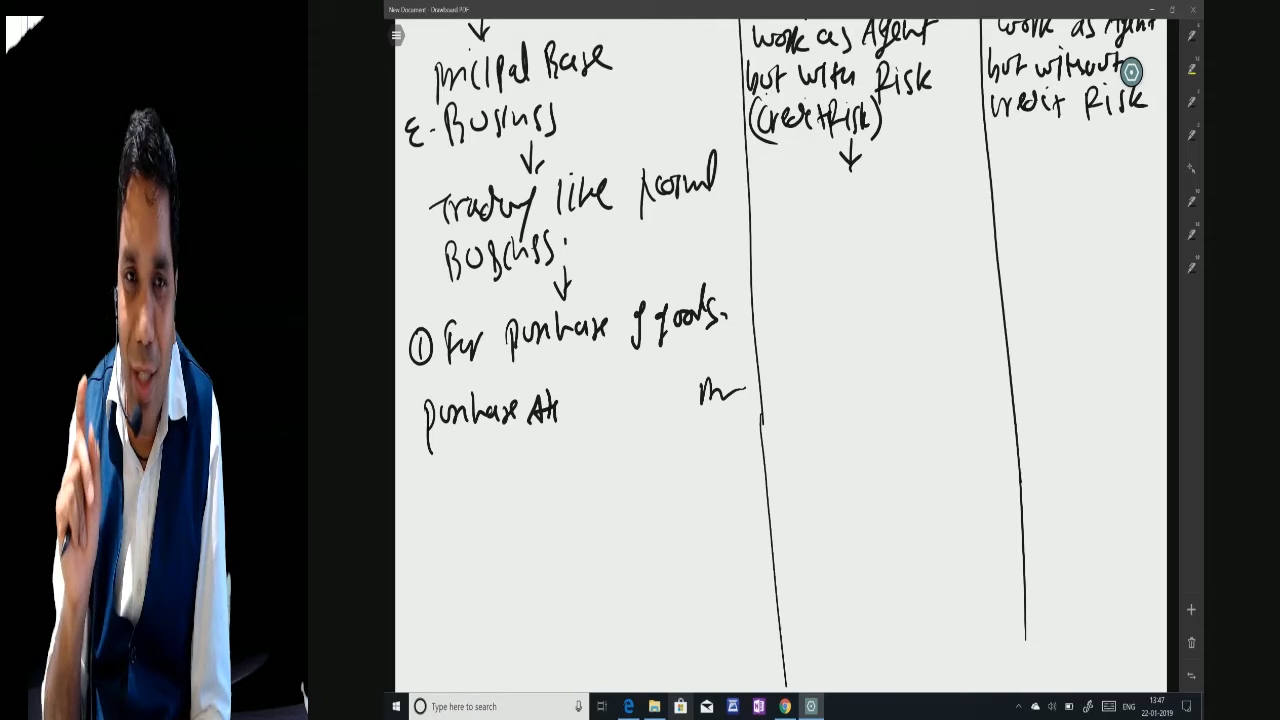 New Document - Drawboard PDF
Pricipal Base
E-Business
Trading like normal
Business.
① For purchase of goods.
purchase A/c
work as Agent
but with Risk
(Credit Risk)
work as Agent
but without
credit Risk
Type here to search
ENG
13:47
22-01-2019